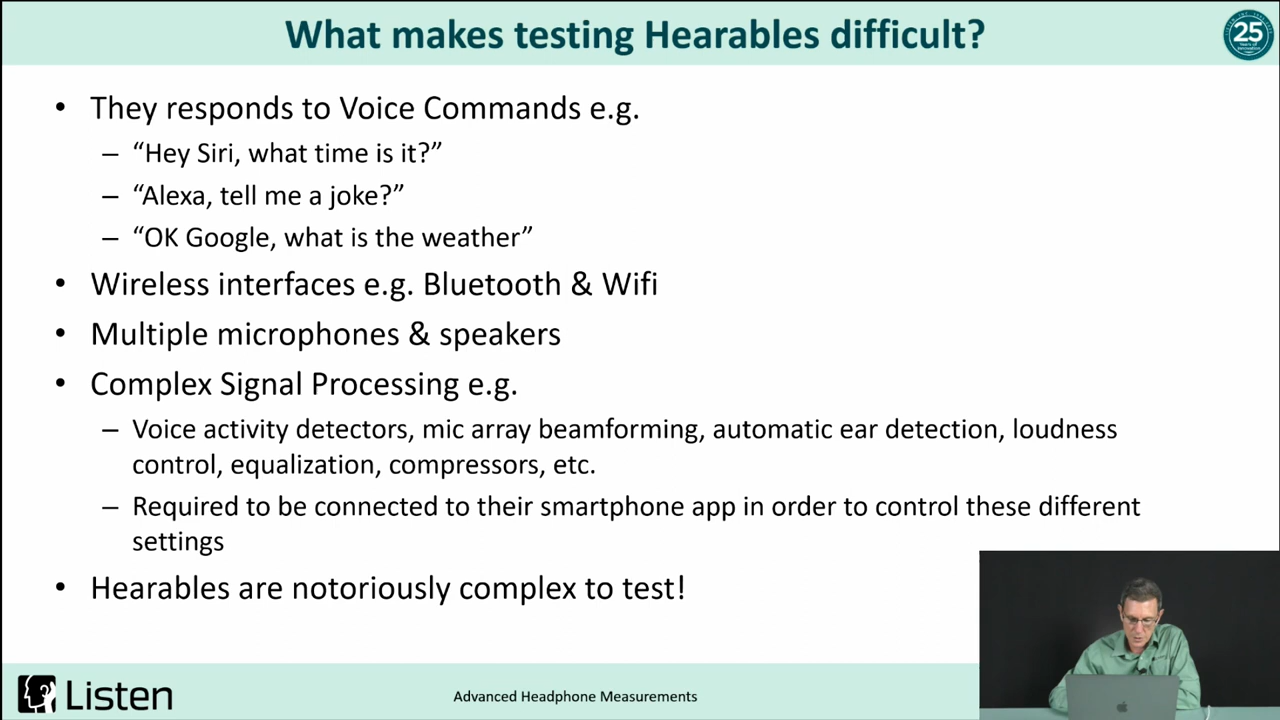 What makes testing Hearables difficult?
25
• They responds to Voice Commands e.g.
– “Hey Siri, what time is it?”
– “Alexa, tell me a joke?”
– “OK Google, what is the weather”
• Wireless interfaces e.g. Bluetooth & Wifi
• Multiple microphones & speakers
• Complex Signal Processing e.g.
– Voice activity detectors, mic array beamforming, automatic ear detection, loudness
control, equalization, compressors, etc.
– Required to be connected to their smartphone app in order to control these different
settings
• Hearables are notoriously complex to test!
Listen
Advanced Headphone Measurements